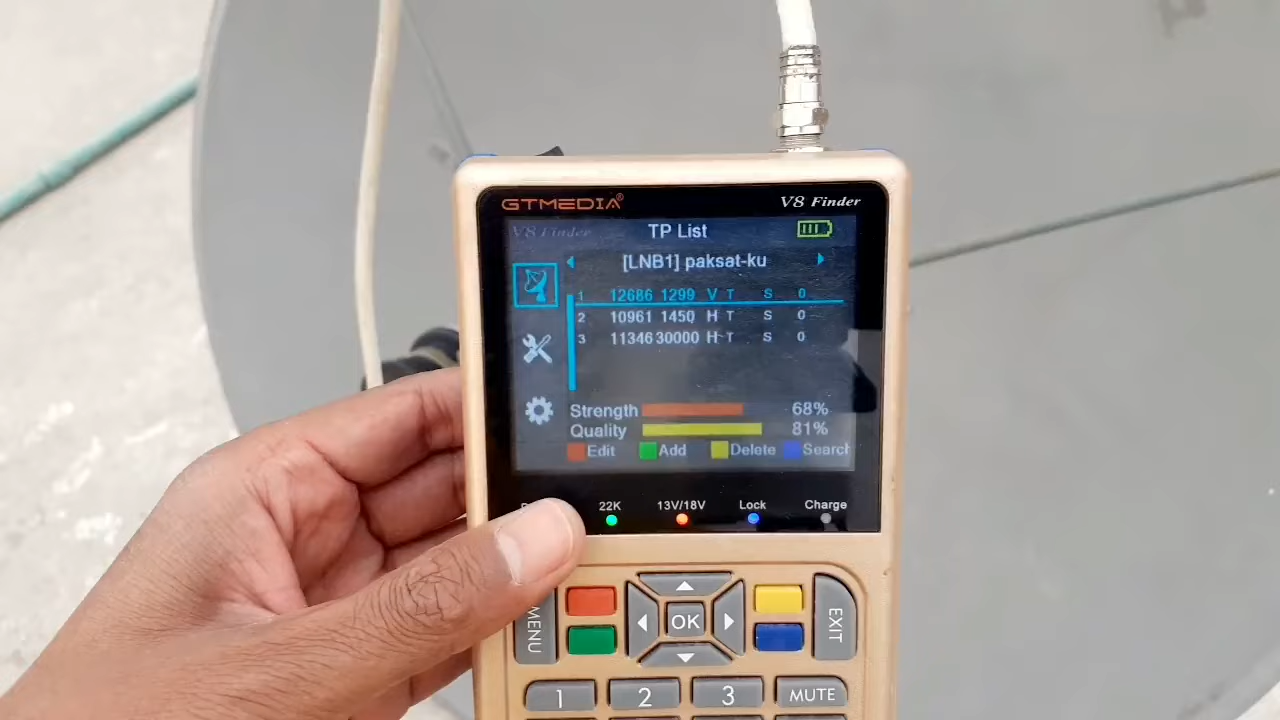 GTMEDIA® V8 Finder
V8 Finder TP List
[LNB1] paksat-ku
1 12686 1299 V T S 0
2 10961 1450 H T S 0
3 11346 30000 H T S 0
Strength 68%
Quality 81%
Edit Add Delete Search
22K 13V/18V Lock Charge
MENU OK EXIT
1 2 3 MUTE